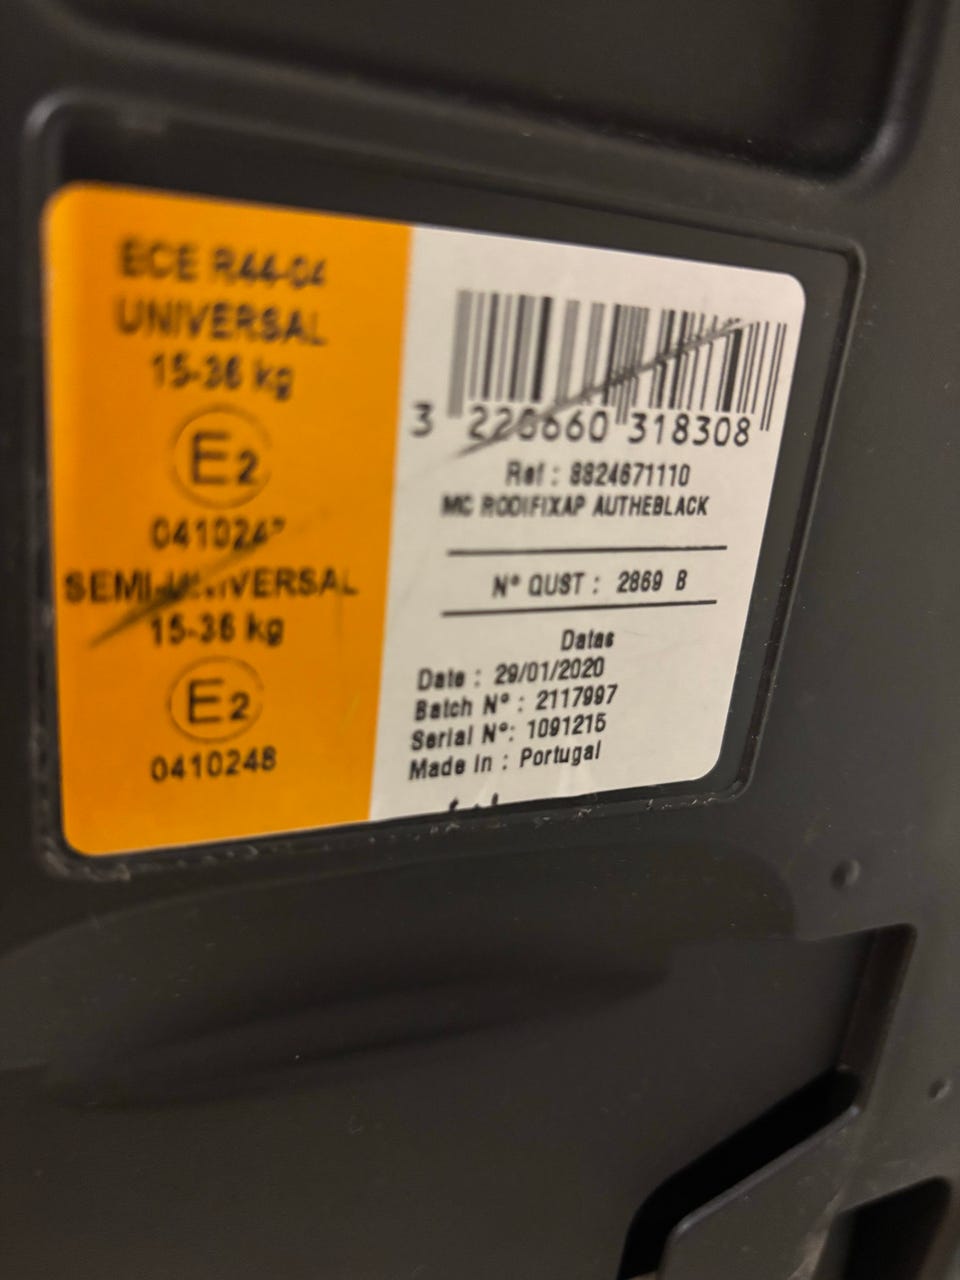 ECE R44-04
UNIVERSAL
15-36 kg
E2
SEMI-UNIVERSAL
15-36 kg
E2
0410248
3 220660 318308
Ref : 8824671110
MC RODIFIXAP AUTHEBLACK
N° QUST : 2869 B
Datas
Date : 29/01/2020
Batch N° : 2117997
Serial N°: 1091215
Made in : Portugal